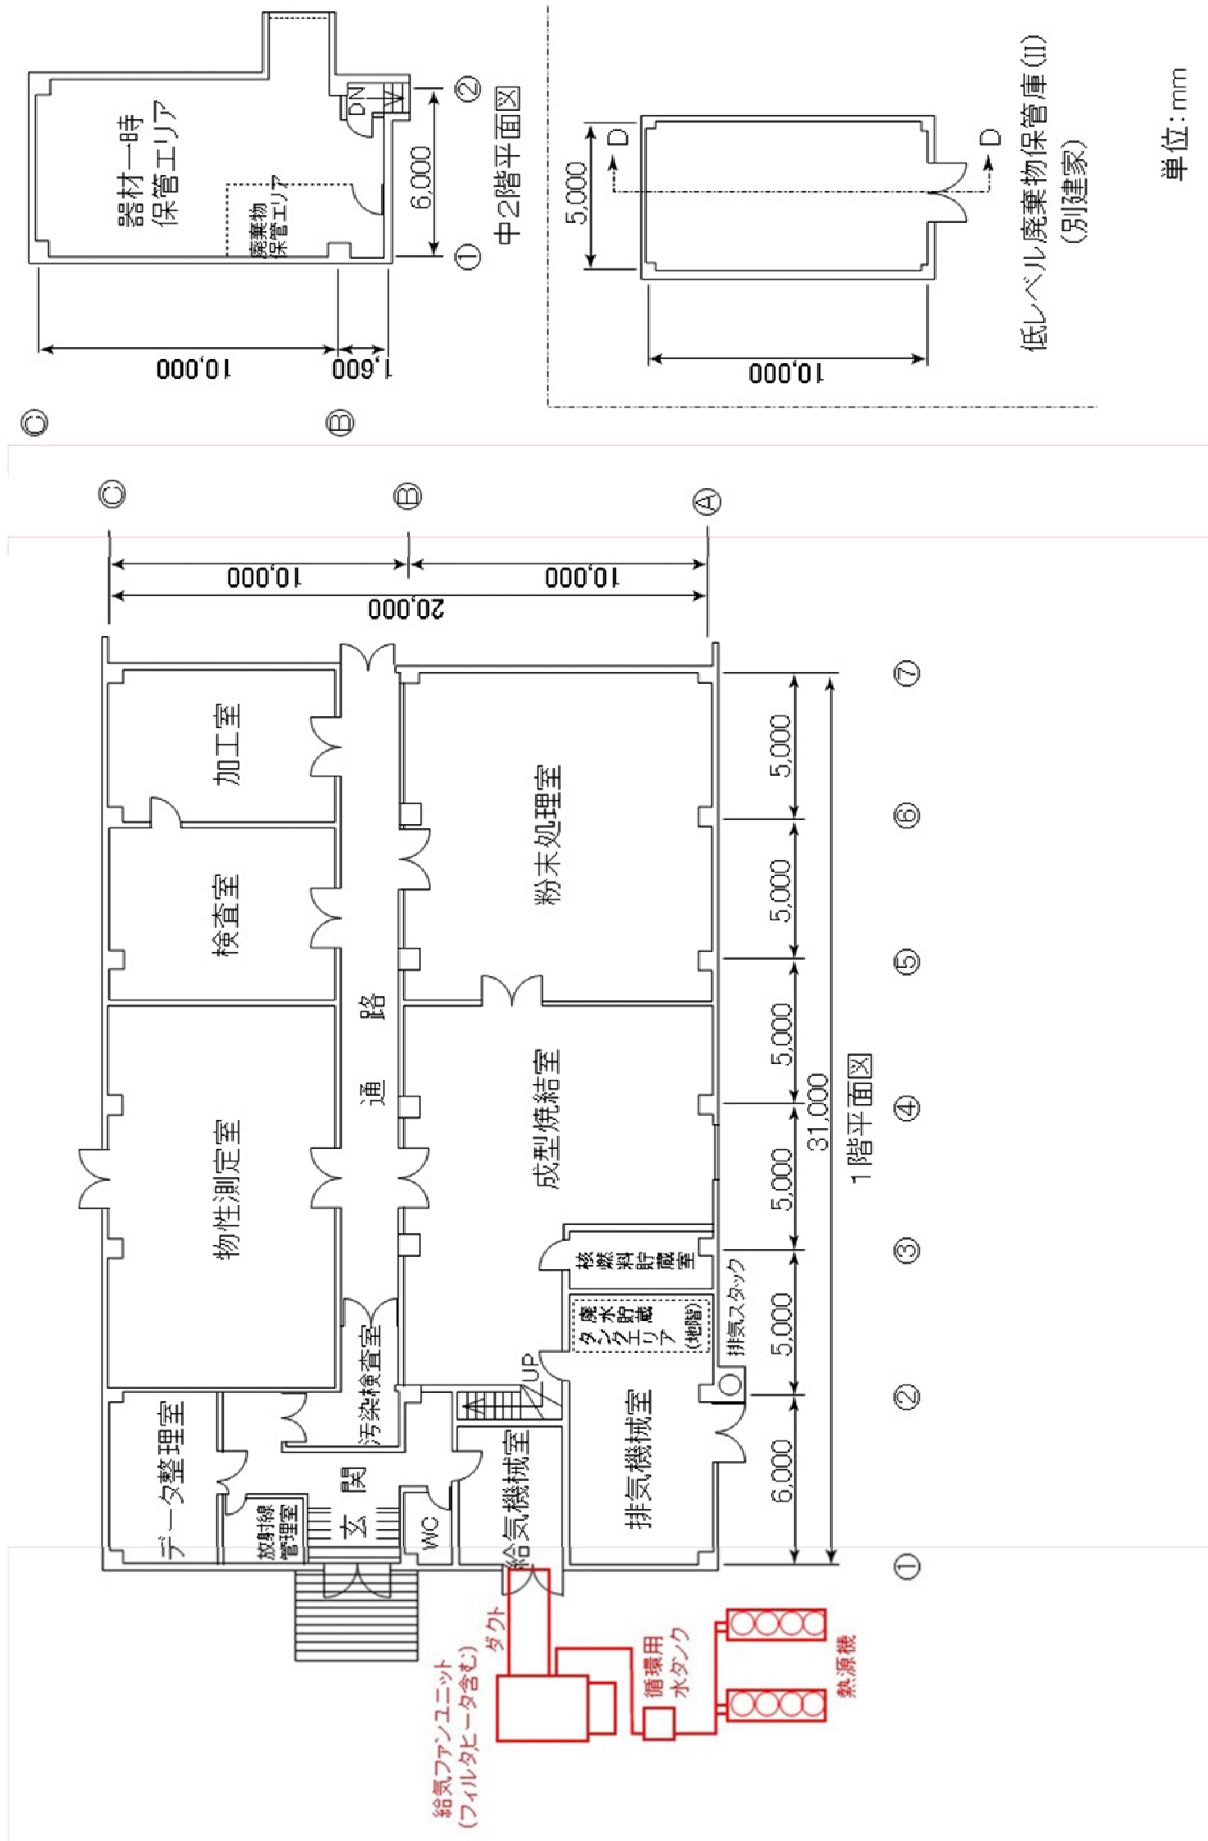 データ整理室
放射線
管理室
玄 関
WC
給気機械室
排気機械室
汚染検査室
UP
廃水貯蔵
タンクエリア
(地階)
核燃料貯蔵室
排気スタック
物性測定室
成型焼結室
通 路
検査室
加工室
粉末処理室
6,000
5,000
5,000
5,000
5,000
5,000
31,000
①
②
③
④
⑤
⑥
⑦
1階平面図
10,000
10,000
20,000
Ⓒ
Ⓑ
Ⓐ
給気ファンユニット
(フィルタ,ヒータ含む)
ダクト
循環用
水タンク
熱源機
Ⓒ
Ⓑ
10,000
1,600
器材一時
保管エリア
廃棄物
保管エリア
DN
6,000
①
②
中2階平面図
10,000
5,000
D
D
低レベル廃棄物保管庫(II)
(別建家)
単位:mm